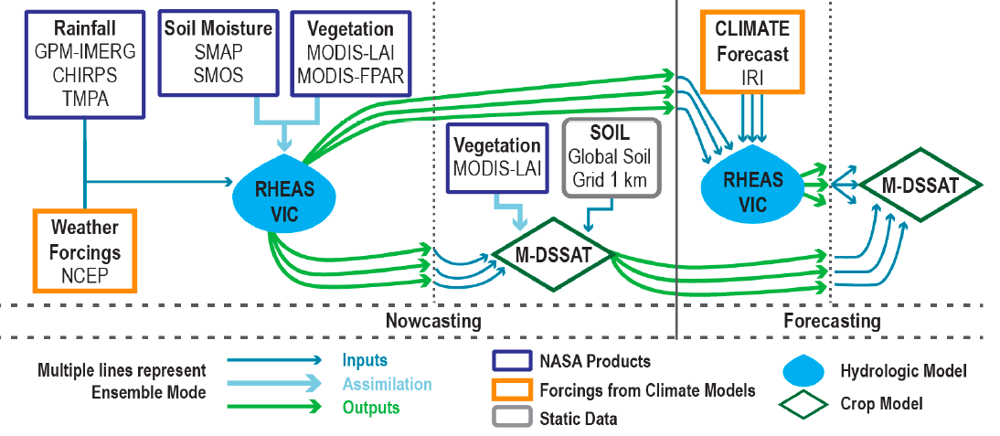 Rainfall
GPM-IMERG
CHIRPS
TMPA
Soil Moisture
SMAP
SMOS
Vegetation
MODIS-LAI
MODIS-FPAR
CLIMATE
Forecast
IRI
Vegetation
MODIS-LAI
SOIL
Global Soil
Grid 1 km
RHEAS
VIC
RHEAS
VIC
M-DSSAT
Weather
Forcings
NCEP
M-DSSAT
Nowcasting
Forecasting
Multiple lines represent
Ensemble Mode
Inputs
Assimilation
Outputs
NASA Products
Forcings from Climate Models
Static Data
Hydrologic Model
Crop Model